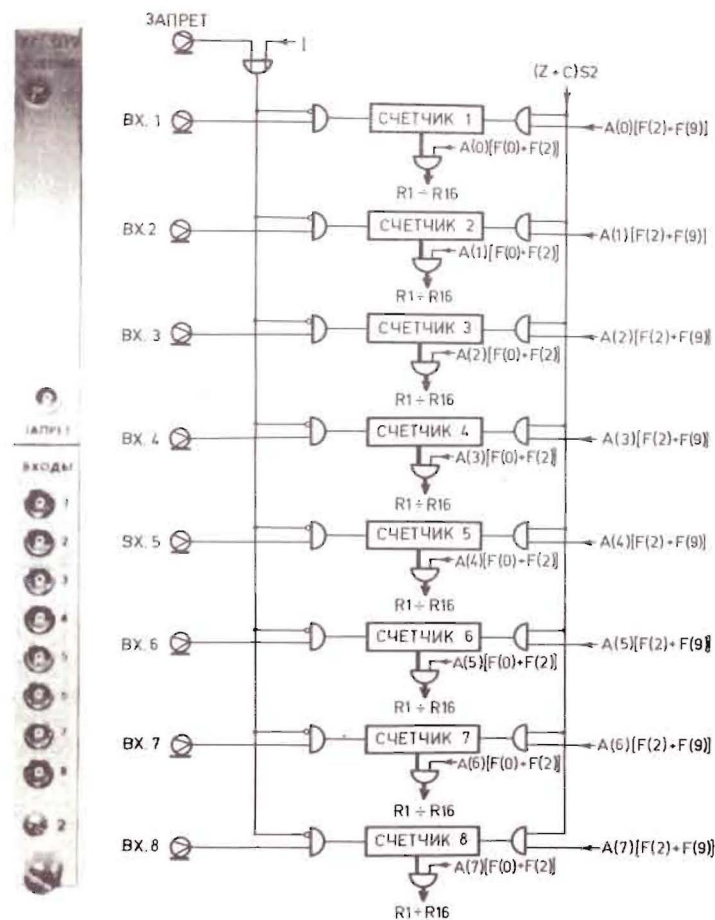 ЗАПРЕТ
I
(Z + C)S2
ВХ. 1
СЧЕТЧИК 1
A(0)[F(2)+F(9)]
A(0)[F(0)+F(2)]
R1÷R16
ВХ.2
СЧЕТЧИК 2
A(1)[F(2)+F(9)]
A(1)[F(0)+F(2)]
R1÷R16
ВХ. 3
СЧЕТЧИК 3
A(2)[F(2)+F(9)]
A(2)[F(0)+F(2)]
R1÷R16
ВХ. 4
СЧЕТЧИК 4
A(3)[F(2)+F(9)]
A(3)[F(0)+F(2)]
R1÷R16
ВХ. 5
СЧЕТЧИК 5
A(4)[F(2)+F(9)]
A(4)[F(0)+F(2)]
R1÷R16
ВХ. 6
СЧЕТЧИК 6
A(5)[F(2)+F(9)]
A(5)[F(0)+F(2)]
R1÷R16
ВХ. 7
СЧЕТЧИК 7
A(6)[F(2)+F(9)]
A(6)[F(0)+F(2)]
R1÷R16
ВХ. 8
СЧЕТЧИК 8
A(7)[F(2)+F(9)]
A(7)[F(0)+F(2)]
R1÷R16
ЗАПРЕТ
ВХОДЫ
1
2
3
4
5
6
7
8
2